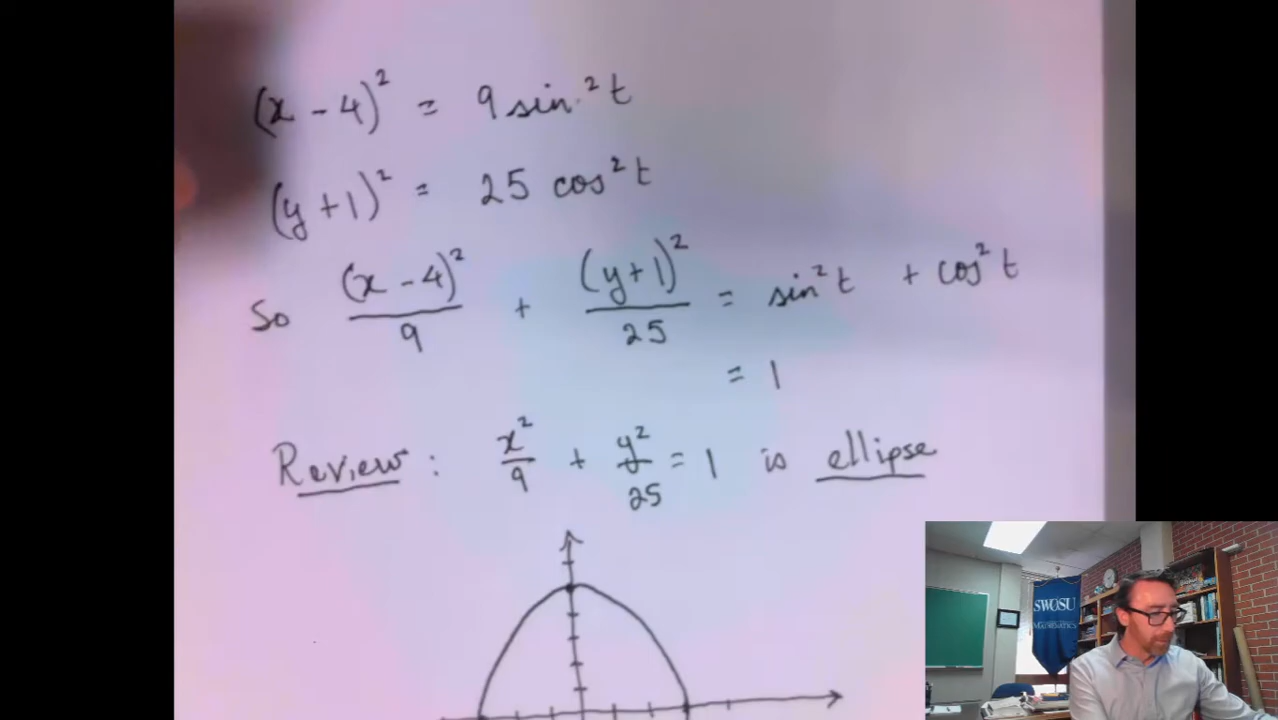 (x - 4)² = 9 sin² t
(y + 1)² = 25 cos² t
So (x - 4)²/9 + (y + 1)²/25 = sin² t + cos² t
= 1
Review : x²/9 + y²/25 = 1 is ellipse
SWOSU
MATHEMATICS